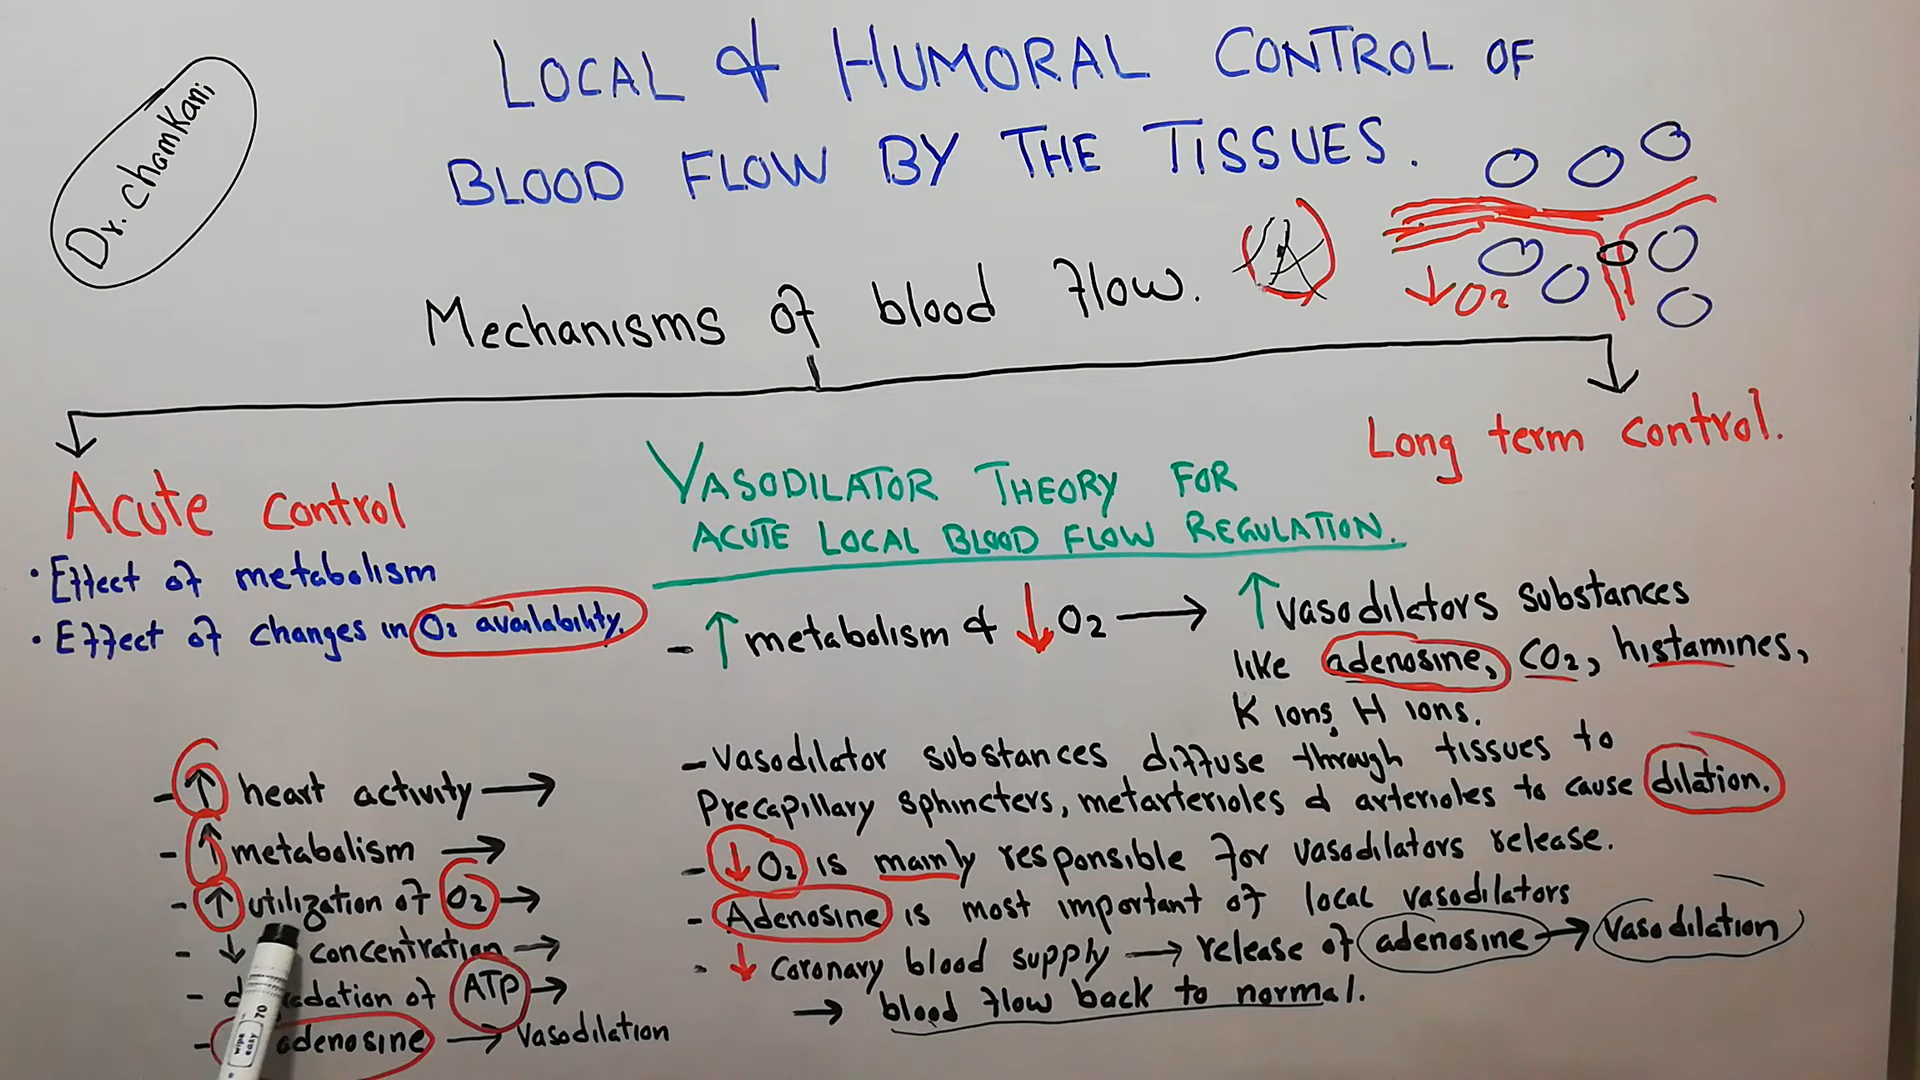 Dr. ChamKani
LOCAL & HUMORAL CONTROL OF
BLOOD FLOW BY THE TISSUES.
Mechanisms of blood flow.
A
↓ O2
Acute control
• Effect of metabolism
• Effect of changes in O2 availability.
Long term control.
VASODILATOR THEORY FOR
ACUTE LOCAL BLOOD FLOW REGULATION.
- ↑ metabolism & ↓ O2 → ↑ vasodilators substances
like adenosine, CO2, histamines,
K ions, H ions.
- Vasodilator substances diffuse through tissues to
Precapillary sphincters, metarterioles & arterioles to cause dilation.
- ↓ O2 is mainly responsible for vasodilators release.
- Adenosine is most important of local vasodilators
- ↓ coronary blood supply → release of adenosine → vasodilation
→ blood flow back to normal.
- ↑ heart activity →
- ↑ metabolism →
- ↑ utilization of O2 →
- ↓ concentration →
- of ATP →
- adenosine → vasodilation
wipe easy 70